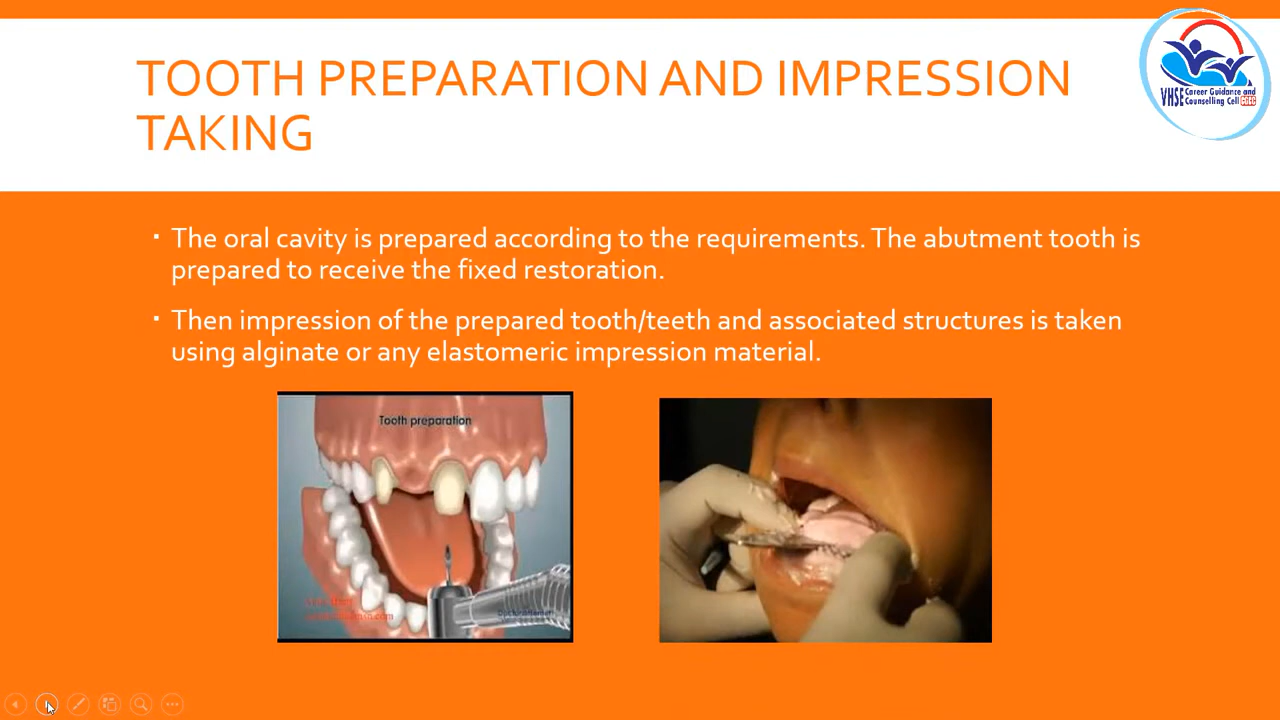 TOOTH PREPARATION AND IMPRESSION
TAKING
VHSE Career Guidance and
Counselling Cell
▪ The oral cavity is prepared according to the requirements. The abutment tooth is
prepared to receive the fixed restoration.
▪ Then impression of the prepared tooth/teeth and associated structures is taken
using alginate or any elastomeric impression material.
Tooth preparation